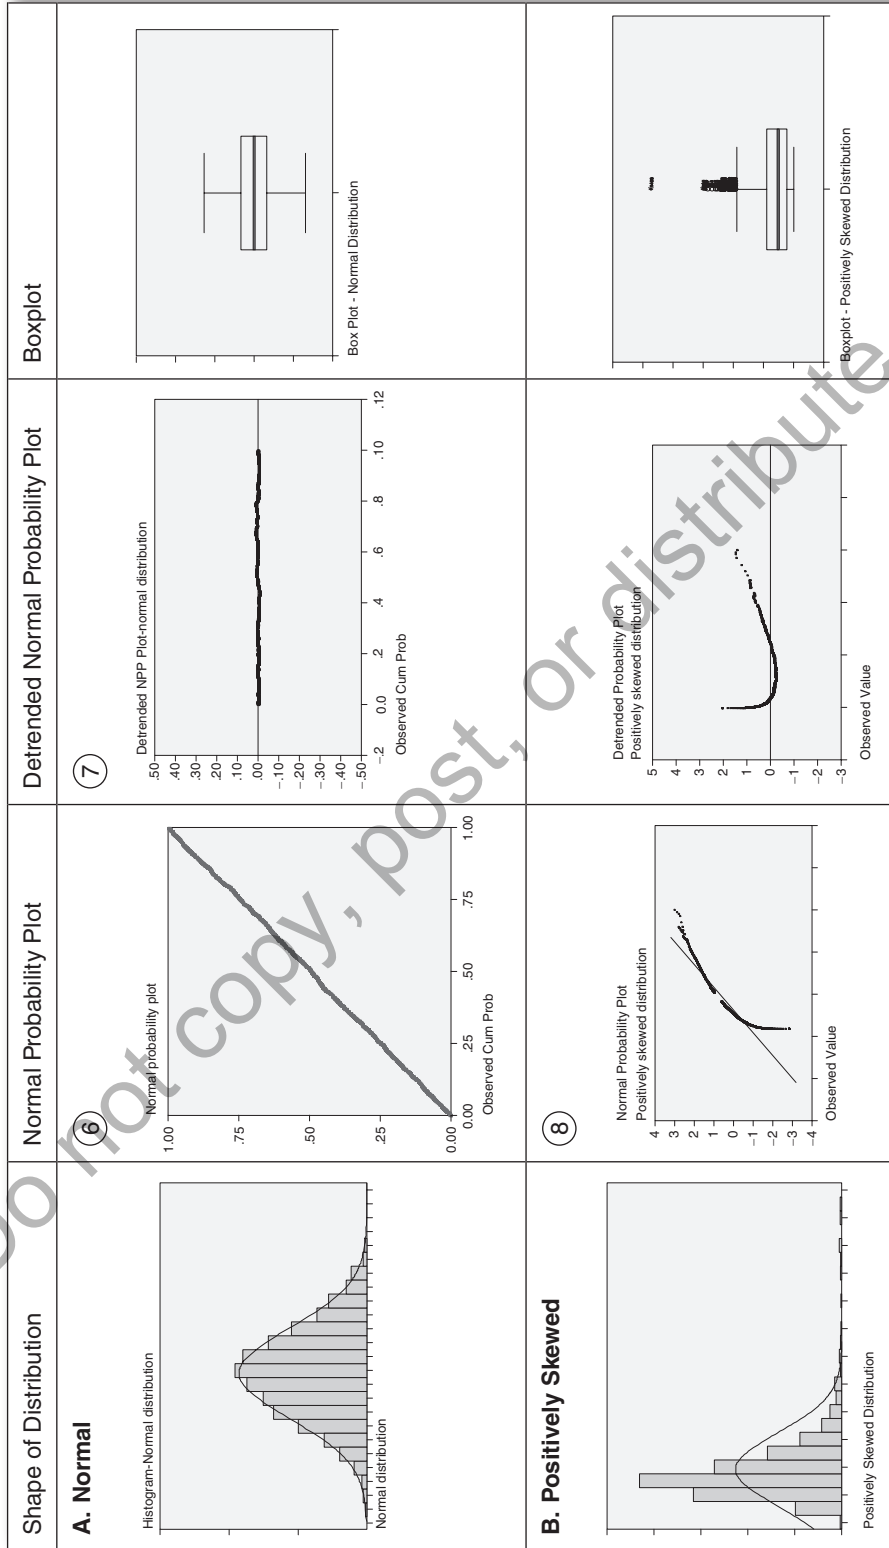 Shape of Distribution
Normal Probability Plot
Detrended Normal Probability Plot
Boxplot
A. Normal
Histogram-Normal distribution
Normal distribution
6
Normal probability plot
1.00
.75
.50
.25
0.00
0.00 .25 .50 .75 1.00
Observed Cum Prob
7
Detrended NPP Plot-normal distribution
.50
.40
.30
.20
.10
.00
−.10
−.20
−.30
−.40
−.50
−.2 0.0 .2 .4 .6 .8 .10 .12
Observed Cum Prob
Box Plot - Normal Distribution
B. Positively Skewed
Positively Skewed Distribution
8
Normal Probability Plot
Positively skewed distribution
4
3
2
1
0
−1
−2
−3
−4
Observed Value
Detrended Probability Plot
Positively skewed distribution
5
4
3
2
1
0
−1
−2
−3
Observed Value
Boxplot - Positively Skewed Distribution
Do not copy, post, or distribute